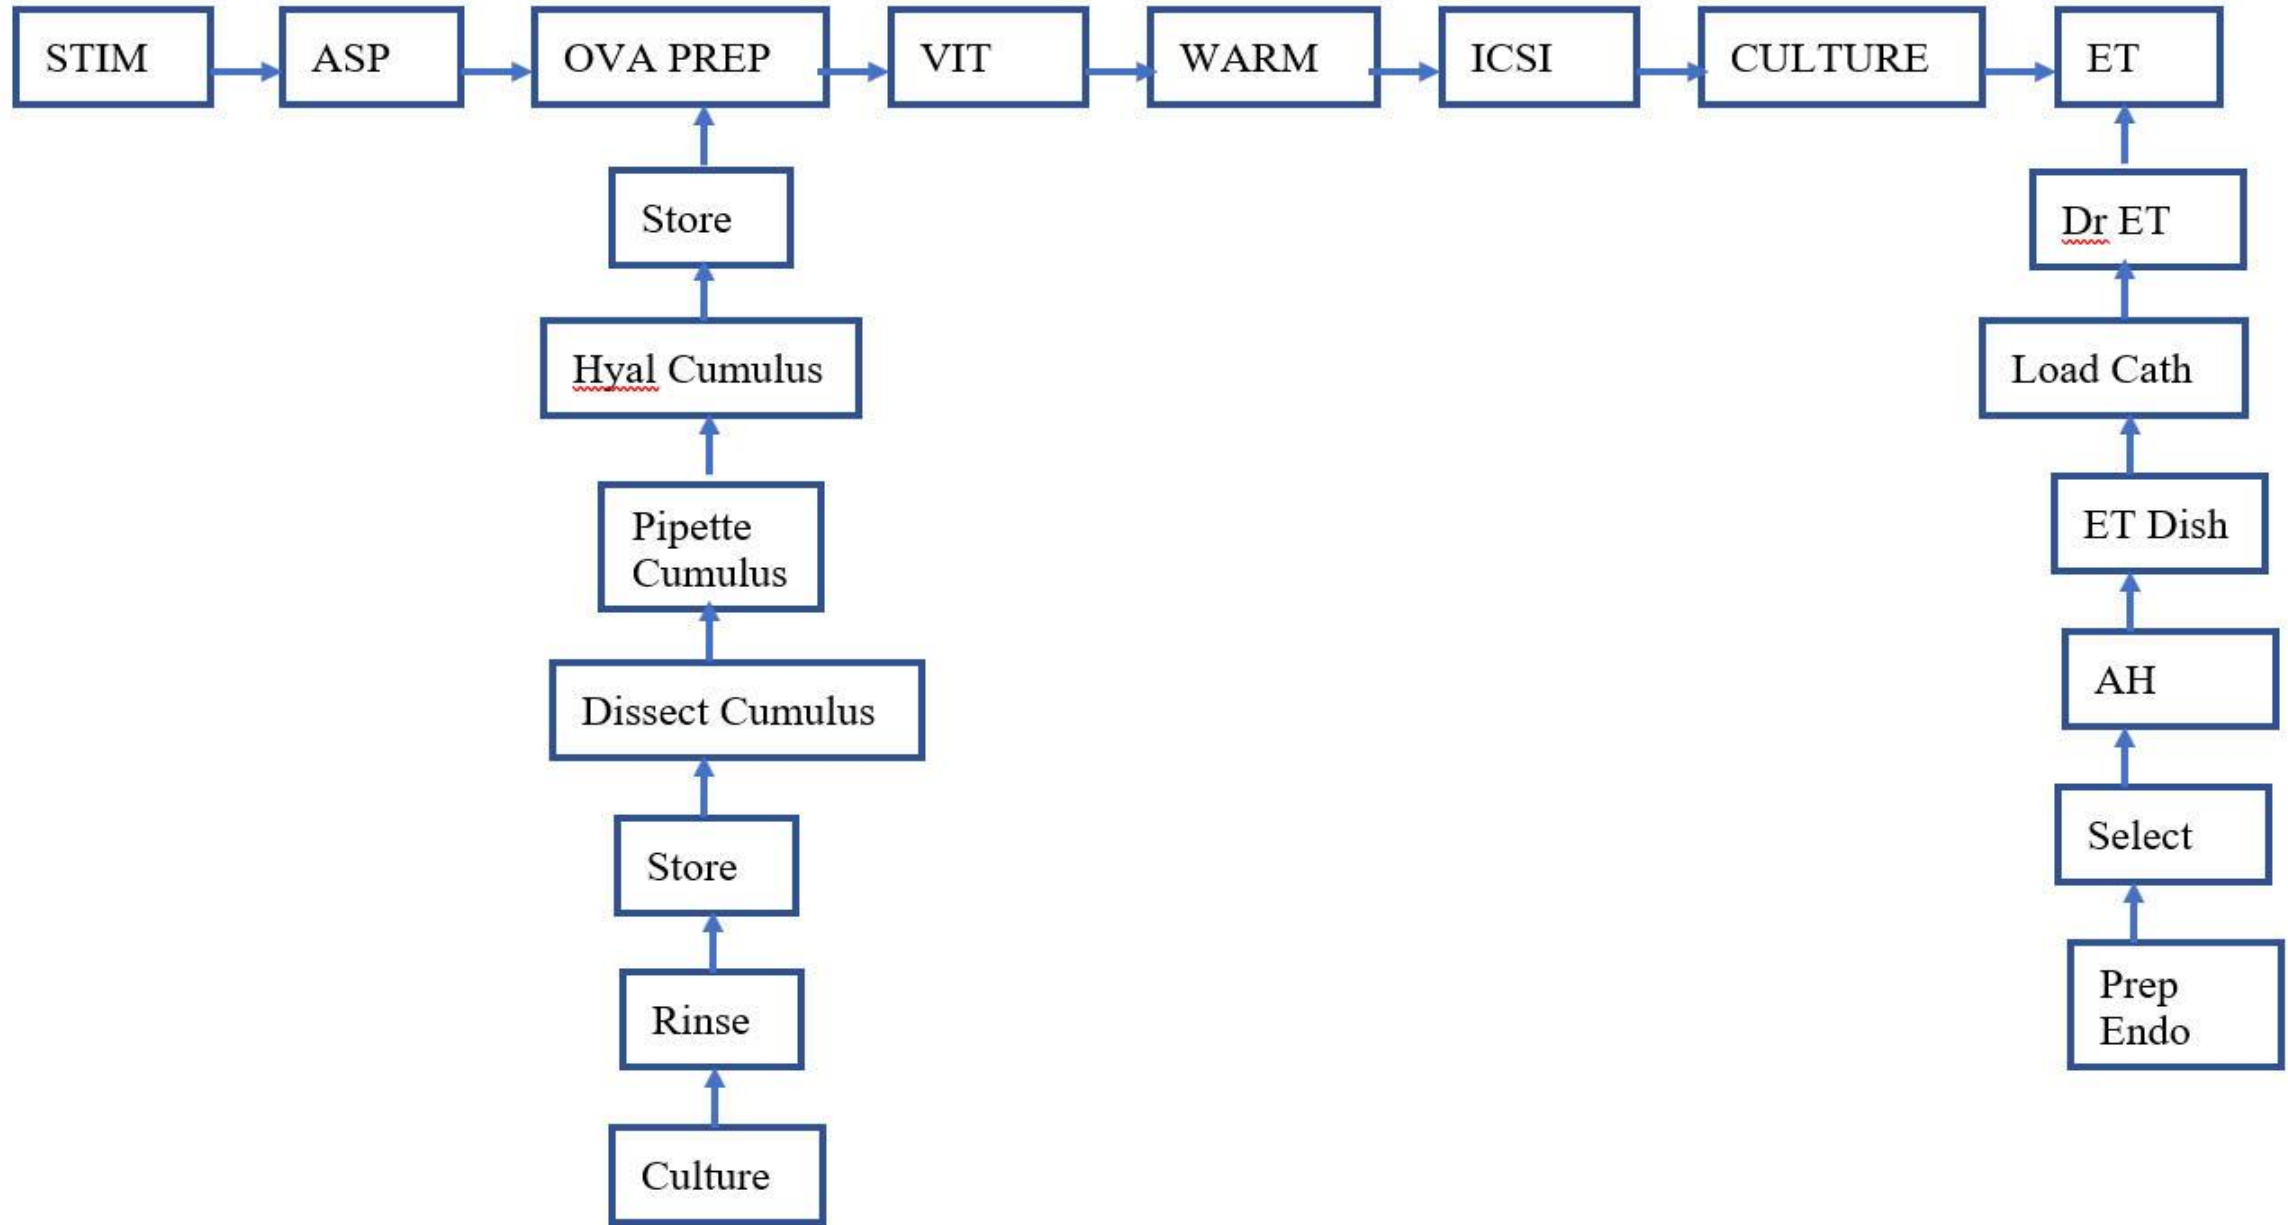 STIM
ASP
OVA PREP
VIT
WARM
ICSI
CULTURE
ET
Store
Hyal Cumulus
Pipette
Cumulus
Dissect Cumulus
Store
Rinse
Culture
Dr ET
Load Cath
ET Dish
AH
Select
Prep
Endo